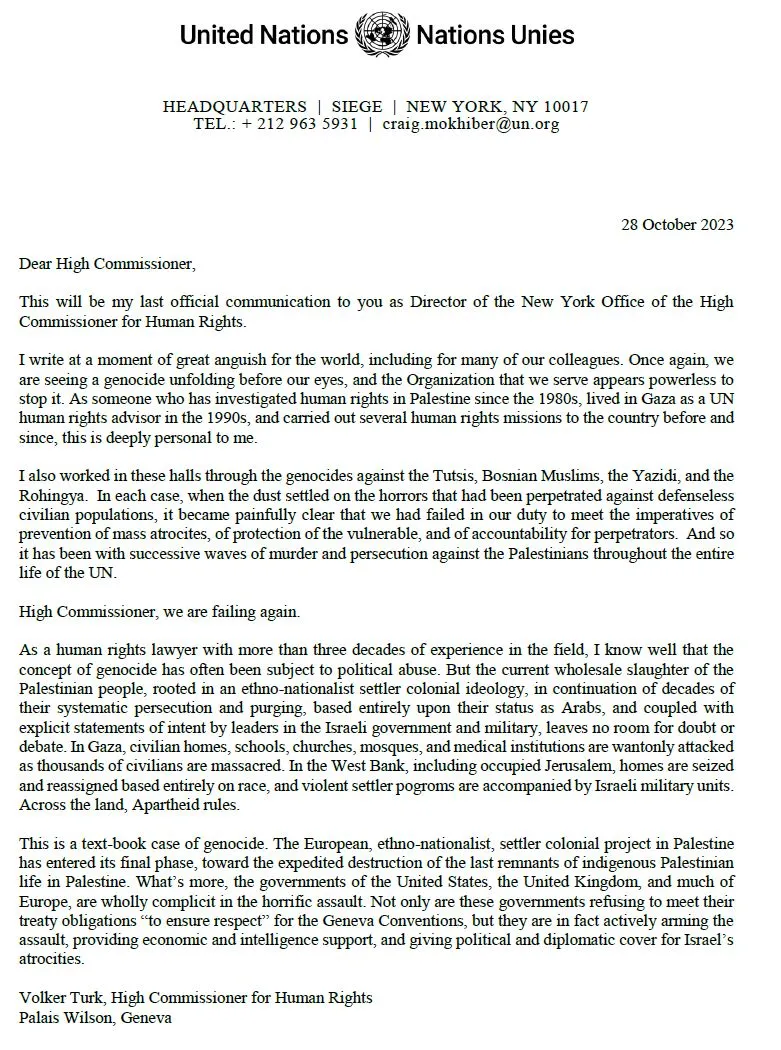 United Nations Nations Unies
HEADQUARTERS | SIEGE | NEW YORK, NY 10017
TEL.: + 212 963 5931 | craig.mokhiber@un.org
28 October 2023
Dear High Commissioner,
This will be my last official communication to you as Director of the New York Office of the High
Commissioner for Human Rights.
I write at a moment of great anguish for the world, including for many of our colleagues. Once again, we
are seeing a genocide unfolding before our eyes, and the Organization that we serve appears powerless to
stop it. As someone who has investigated human rights in Palestine since the 1980s, lived in Gaza as a UN
human rights advisor in the 1990s, and carried out several human rights missions to the country before and
since, this is deeply personal to me.
I also worked in these halls through the genocides against the Tutsis, Bosnian Muslims, the Yazidi, and the
Rohingya. In each case, when the dust settled on the horrors that had been perpetrated against defenseless
civilian populations, it became painfully clear that we had failed in our duty to meet the imperatives of
prevention of mass atrocites, of protection of the vulnerable, and of accountability for perpetrators. And so
it has been with successive waves of murder and persecution against the Palestinians throughout the entire
life of the UN.
High Commissioner, we are failing again.
As a human rights lawyer with more than three decades of experience in the field, I know well that the
concept of genocide has often been subject to political abuse. But the current wholesale slaughter of the
Palestinian people, rooted in an ethno-nationalist settler colonial ideology, in continuation of decades of
their systematic persecution and purging, based entirely upon their status as Arabs, and coupled with
explicit statements of intent by leaders in the Israeli government and military, leaves no room for doubt or
debate. In Gaza, civilian homes, schools, churches, mosques, and medical institutions are wantonly attacked
as thousands of civilians are massacred. In the West Bank, including occupied Jerusalem, homes are seized
and reassigned based entirely on race, and violent settler pogroms are accompanied by Israeli military units.
Across the land, Apartheid rules.
This is a text-book case of genocide. The European, ethno-nationalist, settler colonial project in Palestine
has entered its final phase, toward the expedited destruction of the last remnants of indigenous Palestinian
life in Palestine. What's more, the governments of the United States, the United Kingdom, and much of
Europe, are wholly complicit in the horrific assault. Not only are these governments refusing to meet their
treaty obligations “to ensure respect” for the Geneva Conventions, but they are in fact actively arming the
assault, providing economic and intelligence support, and giving political and diplomatic cover for Israel's
atrocities.
Volker Turk, High Commissioner for Human Rights
Palais Wilson, Geneva